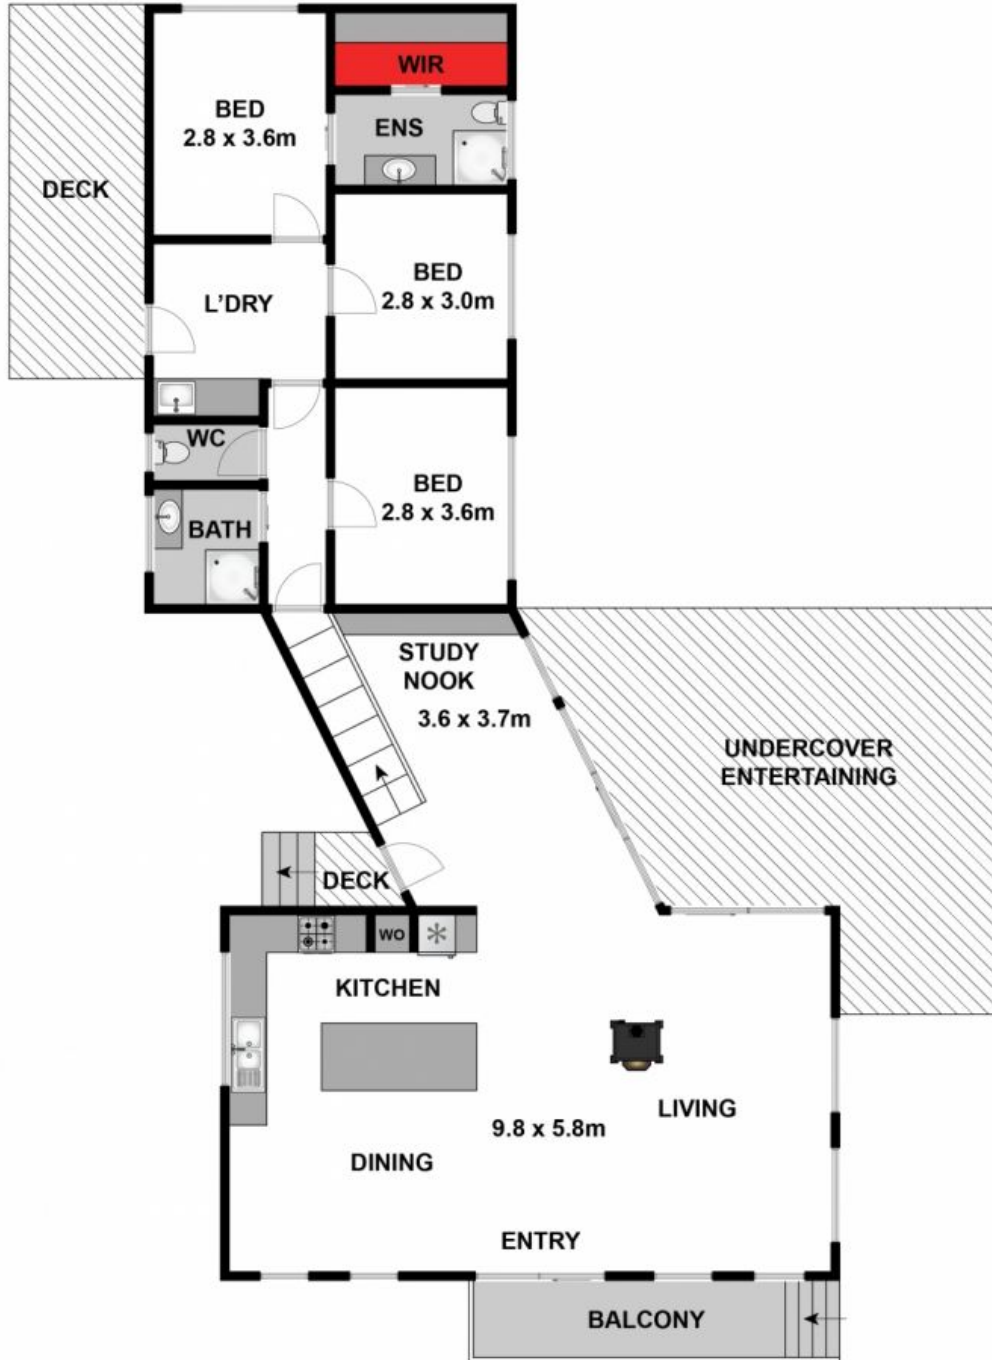 WIR
BED
2.8 x 3.6m
ENS
DECK
BED
2.8 x 3.0m
L'DRY
WC
BED
2.8 x 3.6m
BATH
STUDY
NOOK
3.6 x 3.7m
UNDERCOVER
ENTERTAINING
DECK
WO
KITCHEN
LIVING
9.8 x 5.8m
DINING
ENTRY
BALCONY